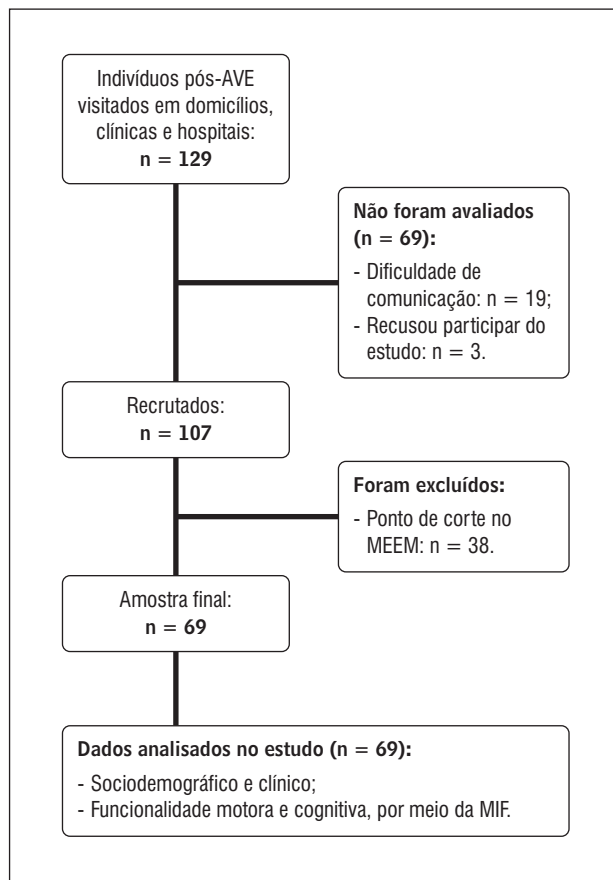 Indivíduos pós-AVE
visitados em domicílios,
clínicas e hospitais:
n = 129
Não foram avaliados
(n = 69):
- Dificuldade de
comunicação: n = 19;
- Recusou participar do
estudo: n = 3.
Recrutados:
n = 107
Foram excluídos:
- Ponto de corte no
MEEM: n = 38.
Amostra final:
n = 69
Dados analisados no estudo (n = 69):
- Sociodemográfico e clínico;
- Funcionalidade motora e cognitiva, por meio da MIF.